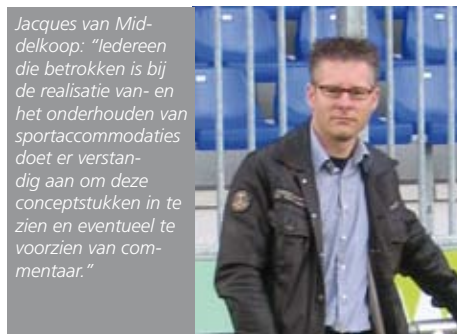 Jacques van Mid-
delkoop: “Iedereen
die betrokken is bij
de realisatie van- en
het onderhouden van
sportaccommodaties
doet er verstan-
dig aan om deze
conceptstukken in te
zien en eventueel te
voorzien van com-
mentaar.”